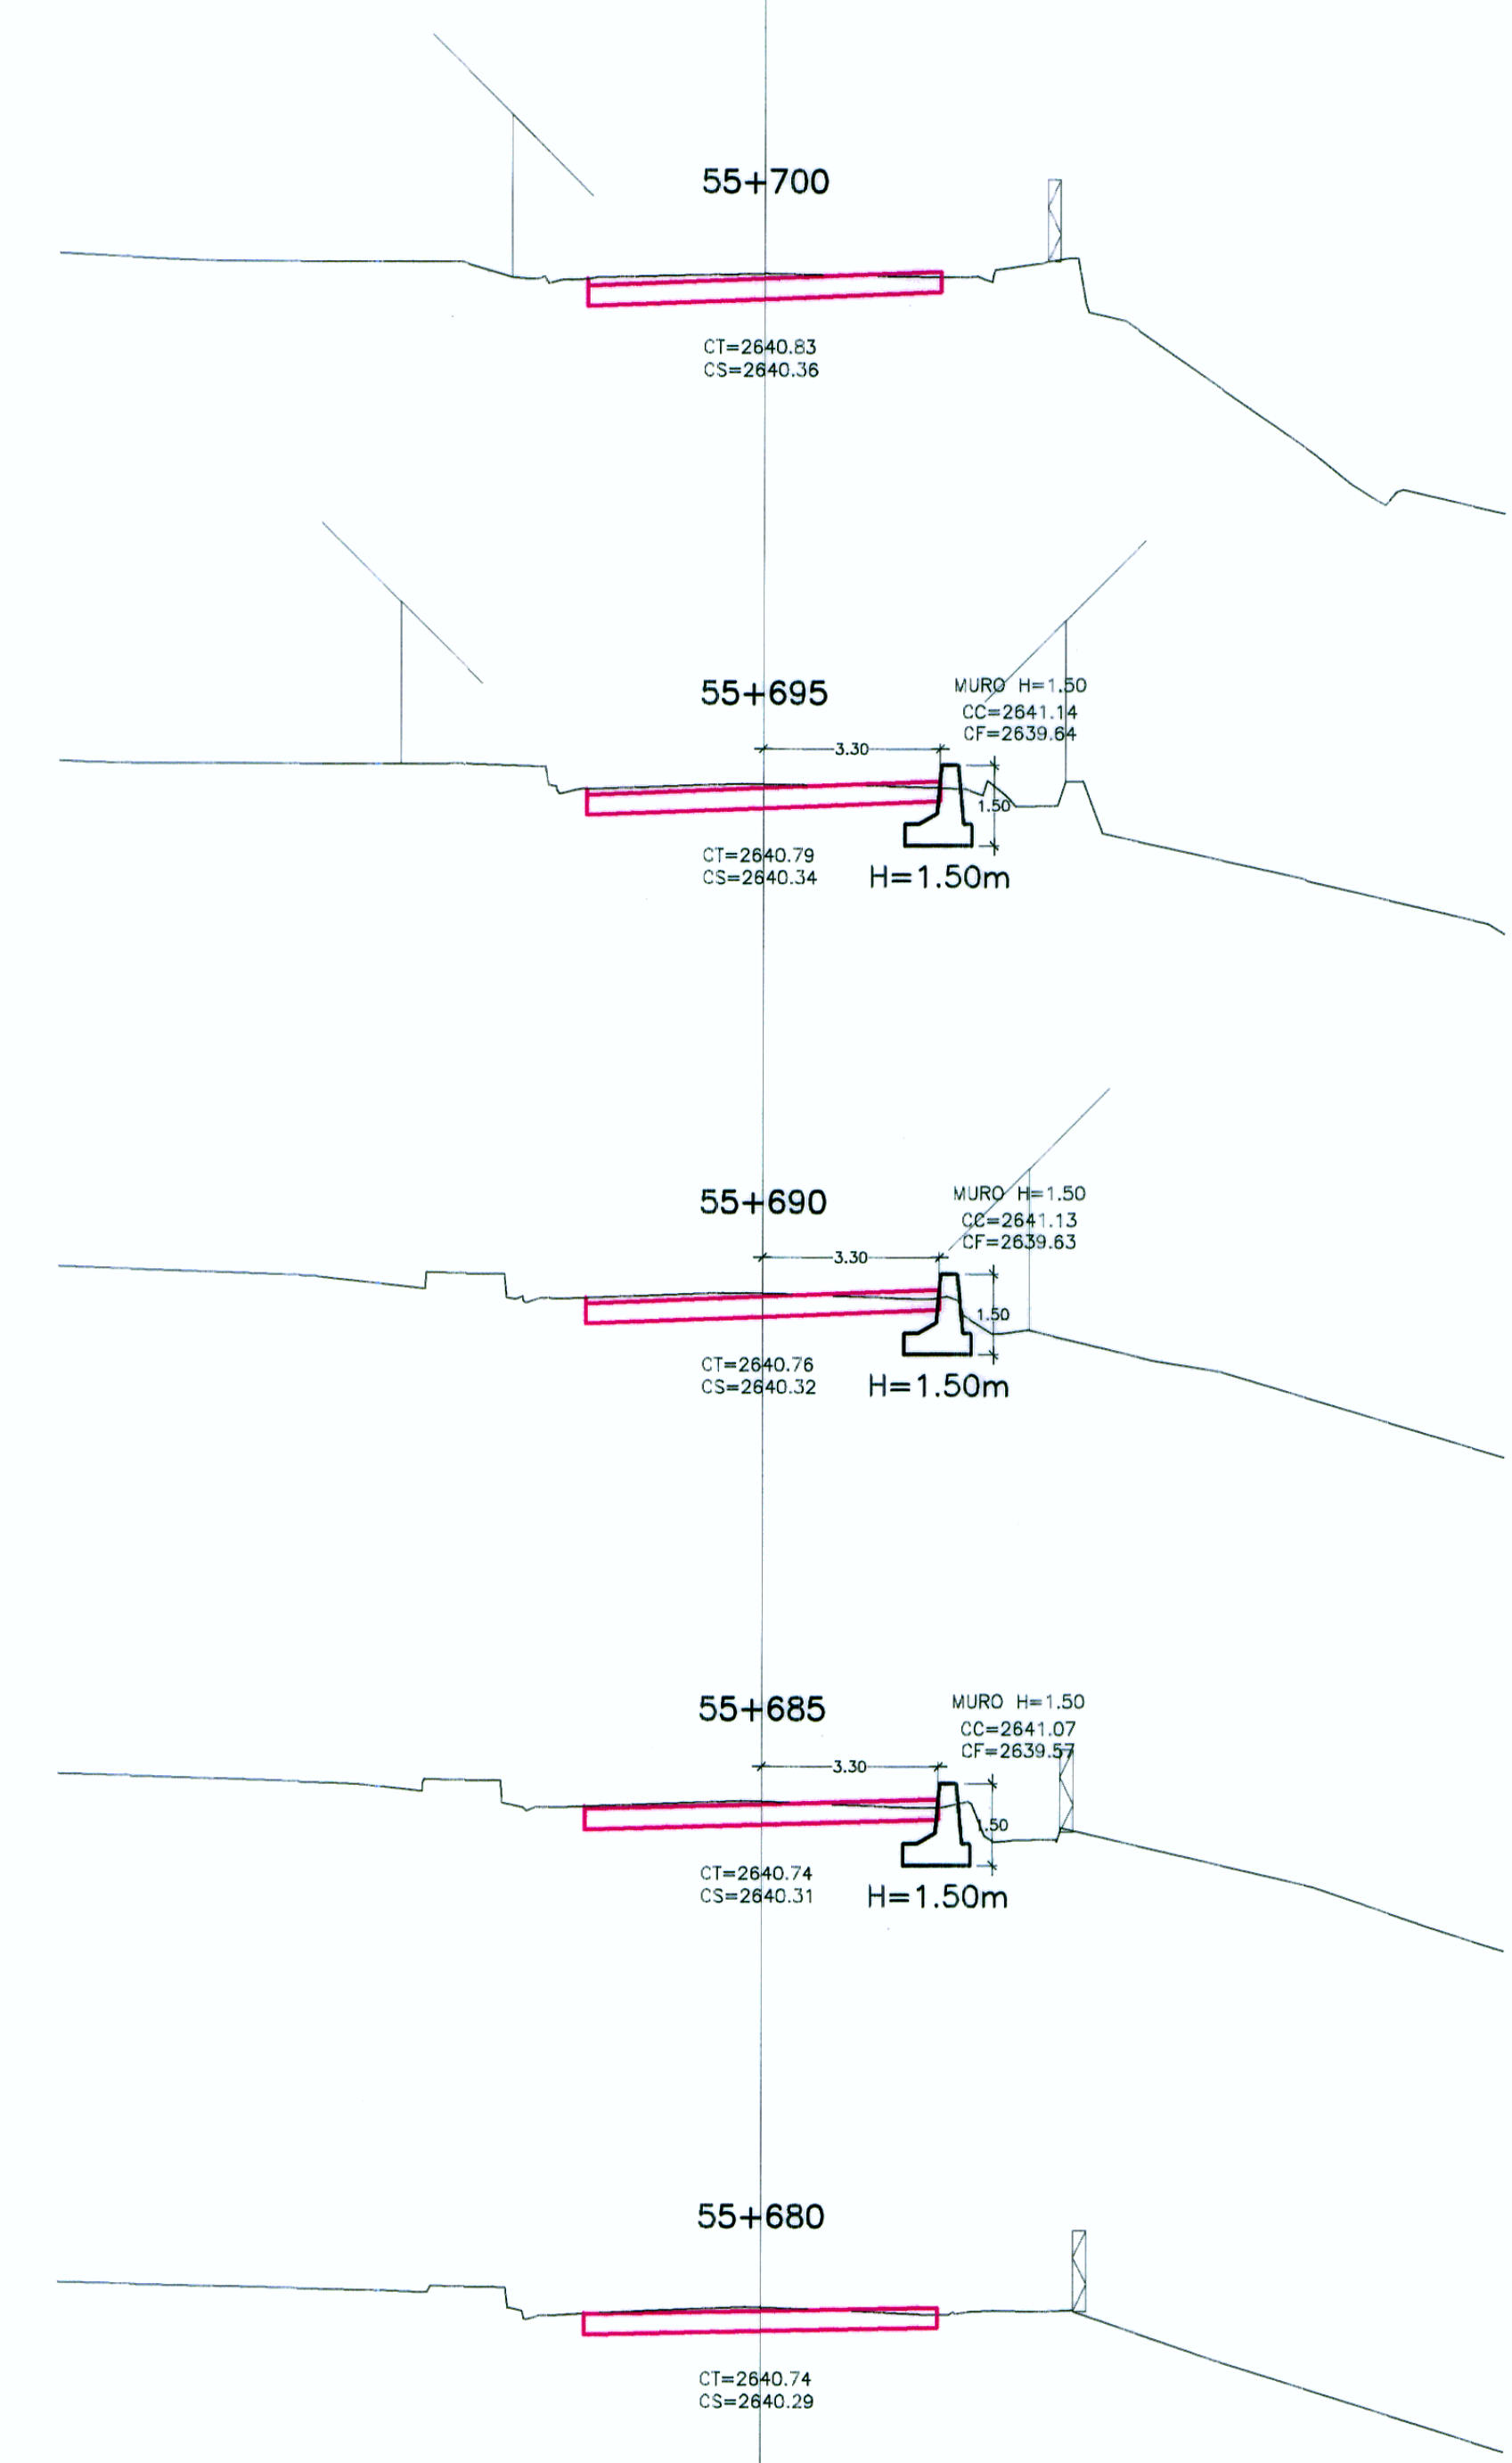 55+700
CT=2640.83
CS=2640.36
55+695
MURO H=1.50
CC=2641.14
CF=2639.64
3.30
1.50
CT=2640.79
CS=2640.34
H=1.50m
55+690
MURO H=1.50
CC=2641.13
CF=2639.63
3.30
1.50
CT=2640.76
CS=2640.32
H=1.50m
55+685
MURO H=1.50
CC=2641.07
CF=2639.57
3.30
1.50
CT=2640.74
CS=2640.31
H=1.50m
55+680
CT=2640.74
CS=2640.29